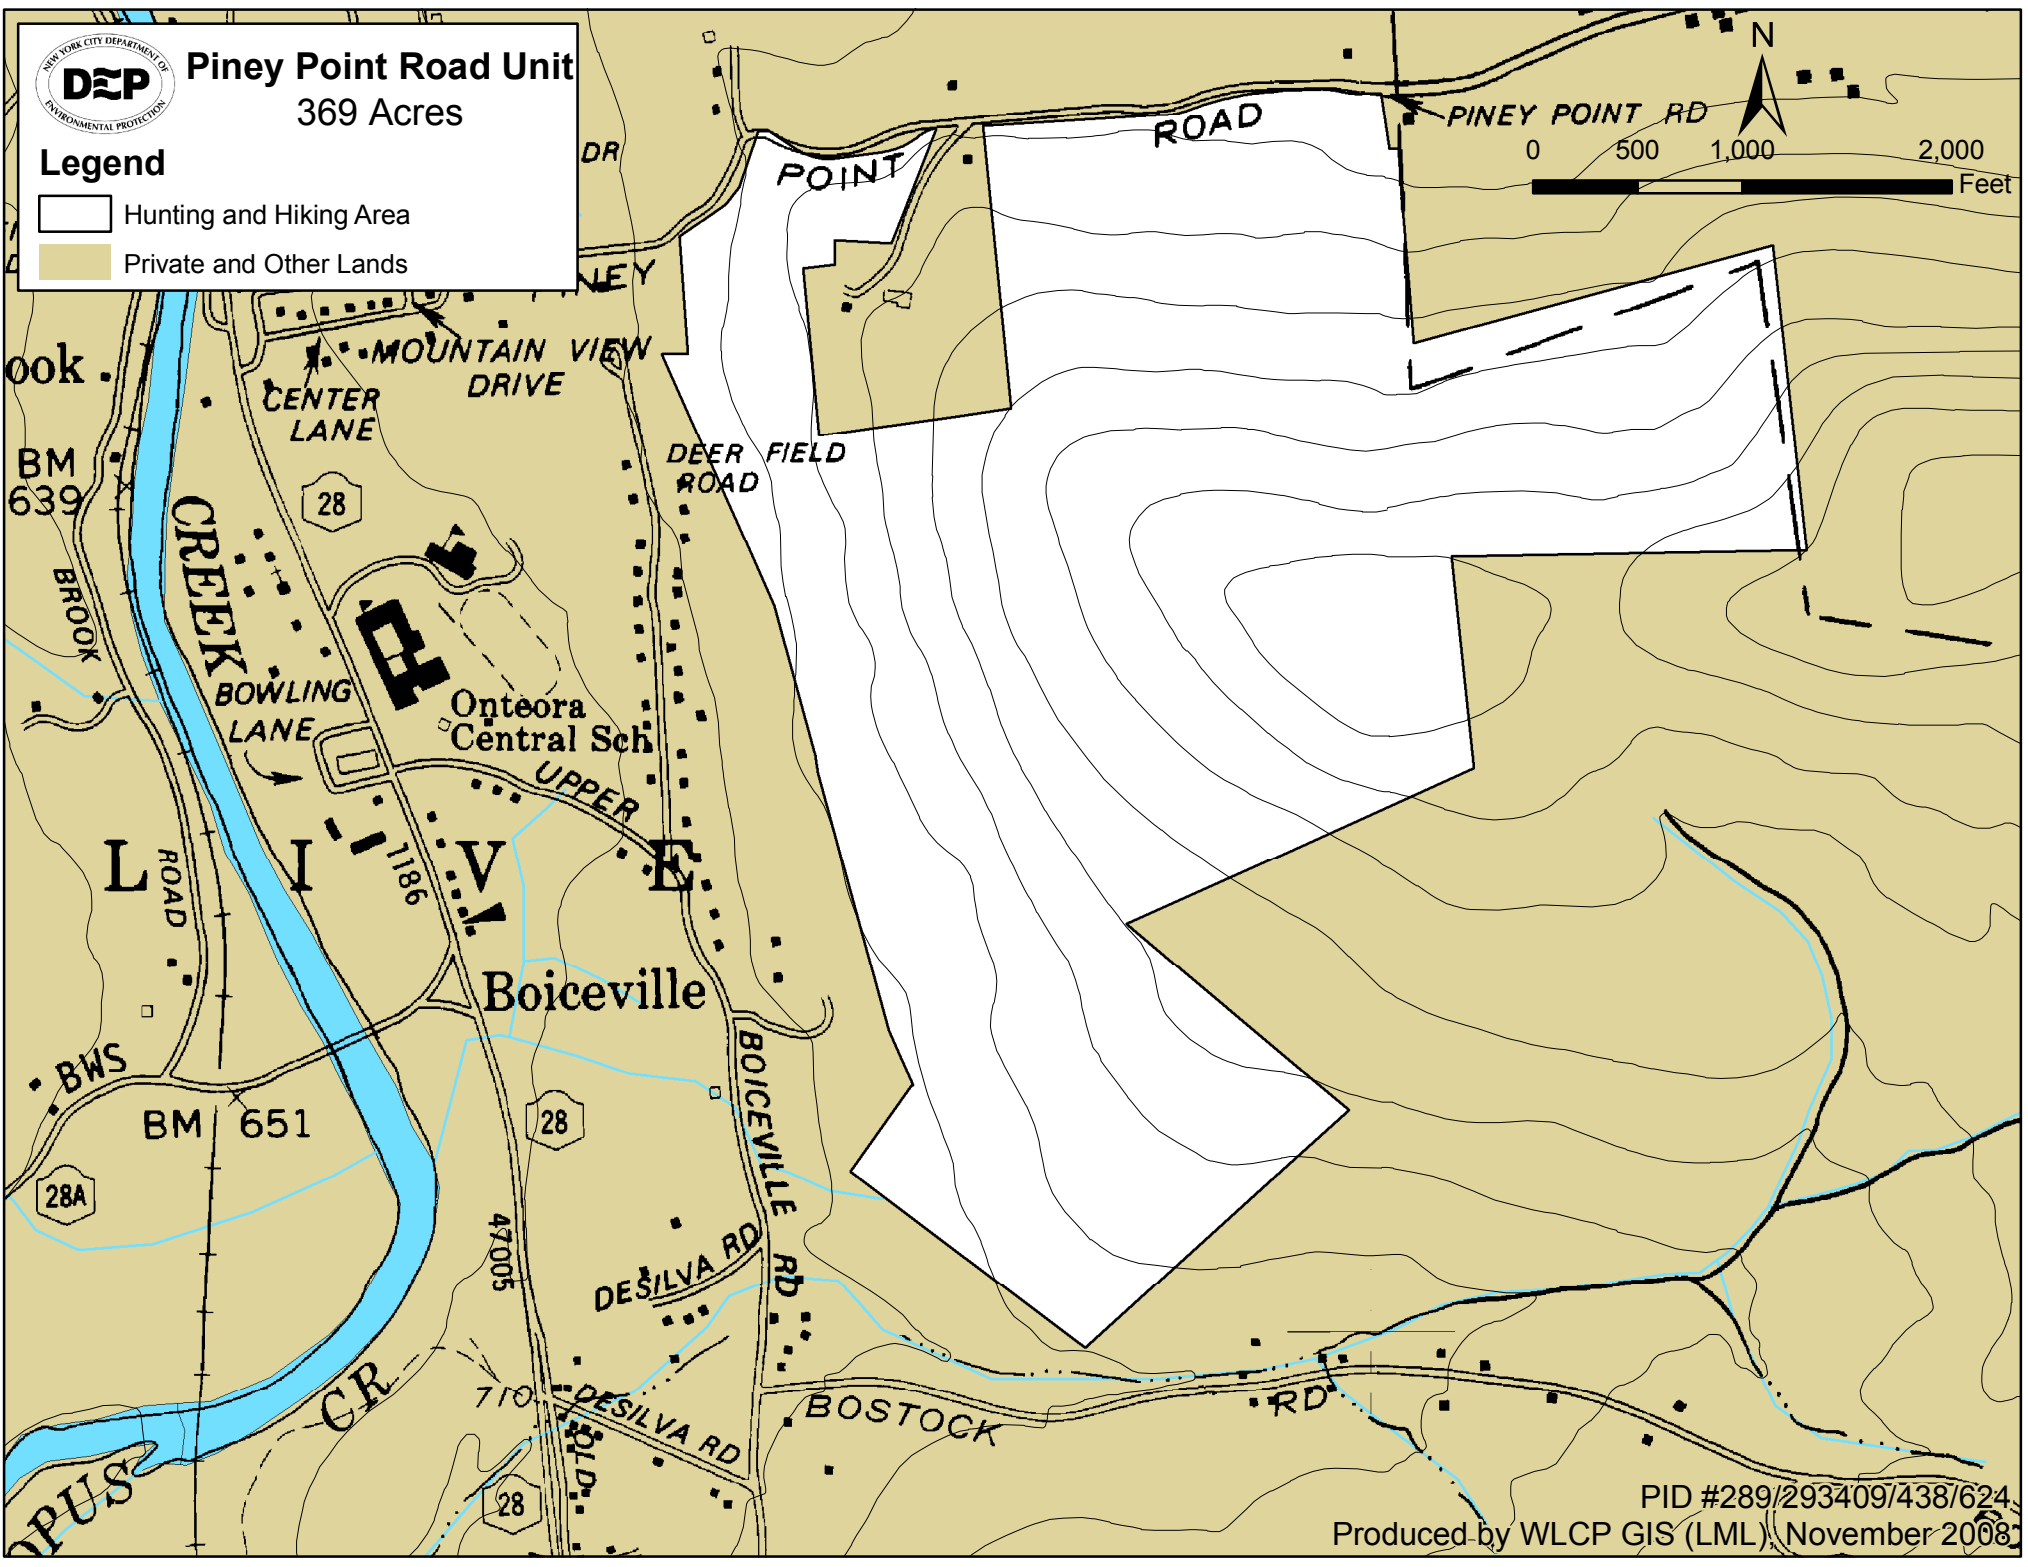 NEW YORK CITY DEPARTMENT OF
DEP
ENVIRONMENTAL PROTECTION
Piney Point Road Unit
369 Acres
Legend
Hunting and Hiking Area
Private and Other Lands
N
0 500 1,000 2,000
Feet
PINEY POINT RD
ROAD
POINT
DR
MOUNTAIN VIEW
DRIVE
CENTER
LANE
ook
BM
639
28
DEER FIELD
ROAD
CREEK
BROOK
ROAD
BOWLING
LANE
Onteora
Central Sch
UPPER
L I V E
1186
Boiceville
BOICEVILLE RD
BWS
BM 651
28
28A
47005
DESILVA RD
710
DESILVA RD
OLD
BOSTOCK RD
CR
OPUS
28
PID #289/293409/438/624
Produced by WLCP GIS (LML), November 2008